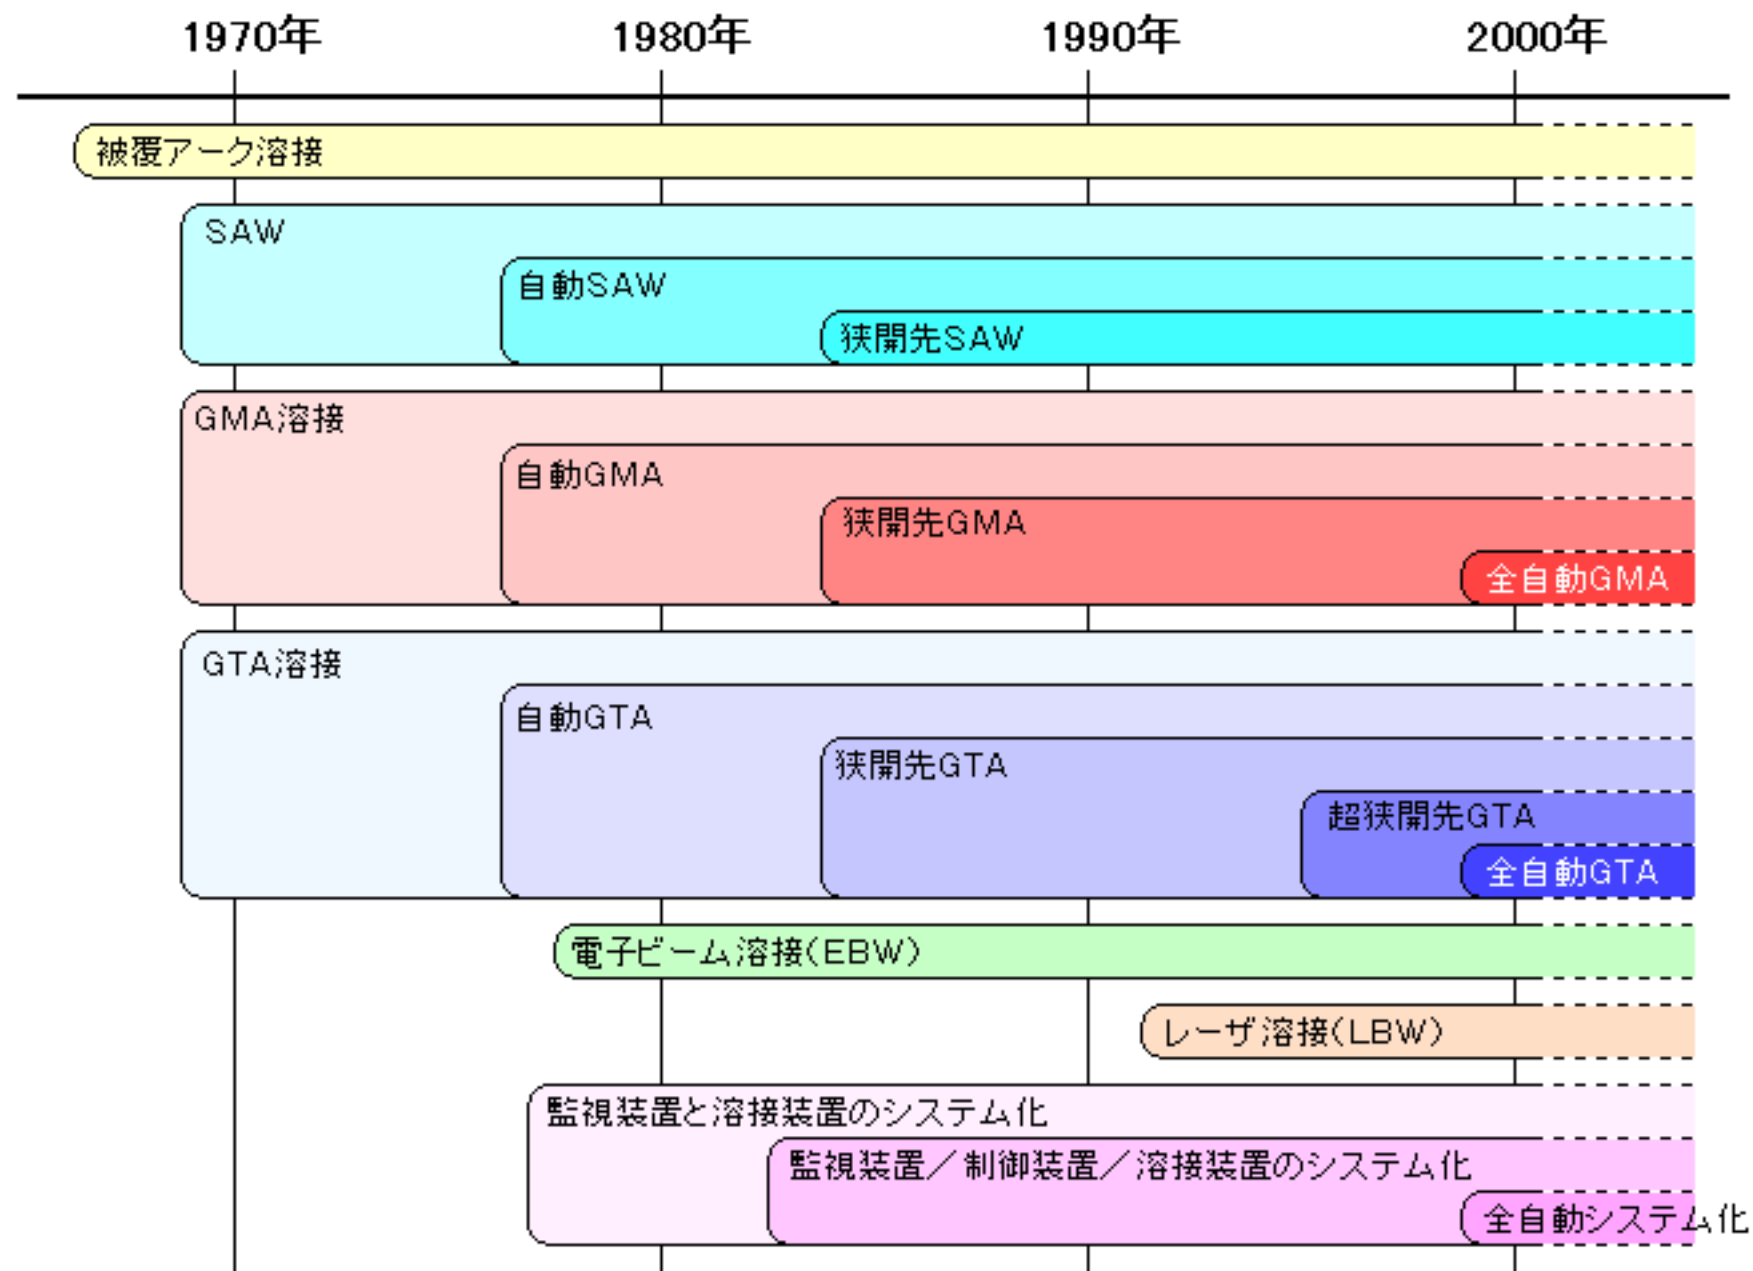 1970年 1980年 1990年 2000年
被覆アーク溶接
SAW
自動SAW
狭開先SAW
GMA溶接
自動GMA
狭開先GMA
全自動GMA
GTA溶接
自動GTA
狭開先GTA
超狭開先GTA
全自動GTA
電子ビーム溶接(EBW)
レーザ溶接(LBW)
監視装置と溶接装置のシステム化
監視装置／制御装置／溶接装置のシステム化
全自動システム化